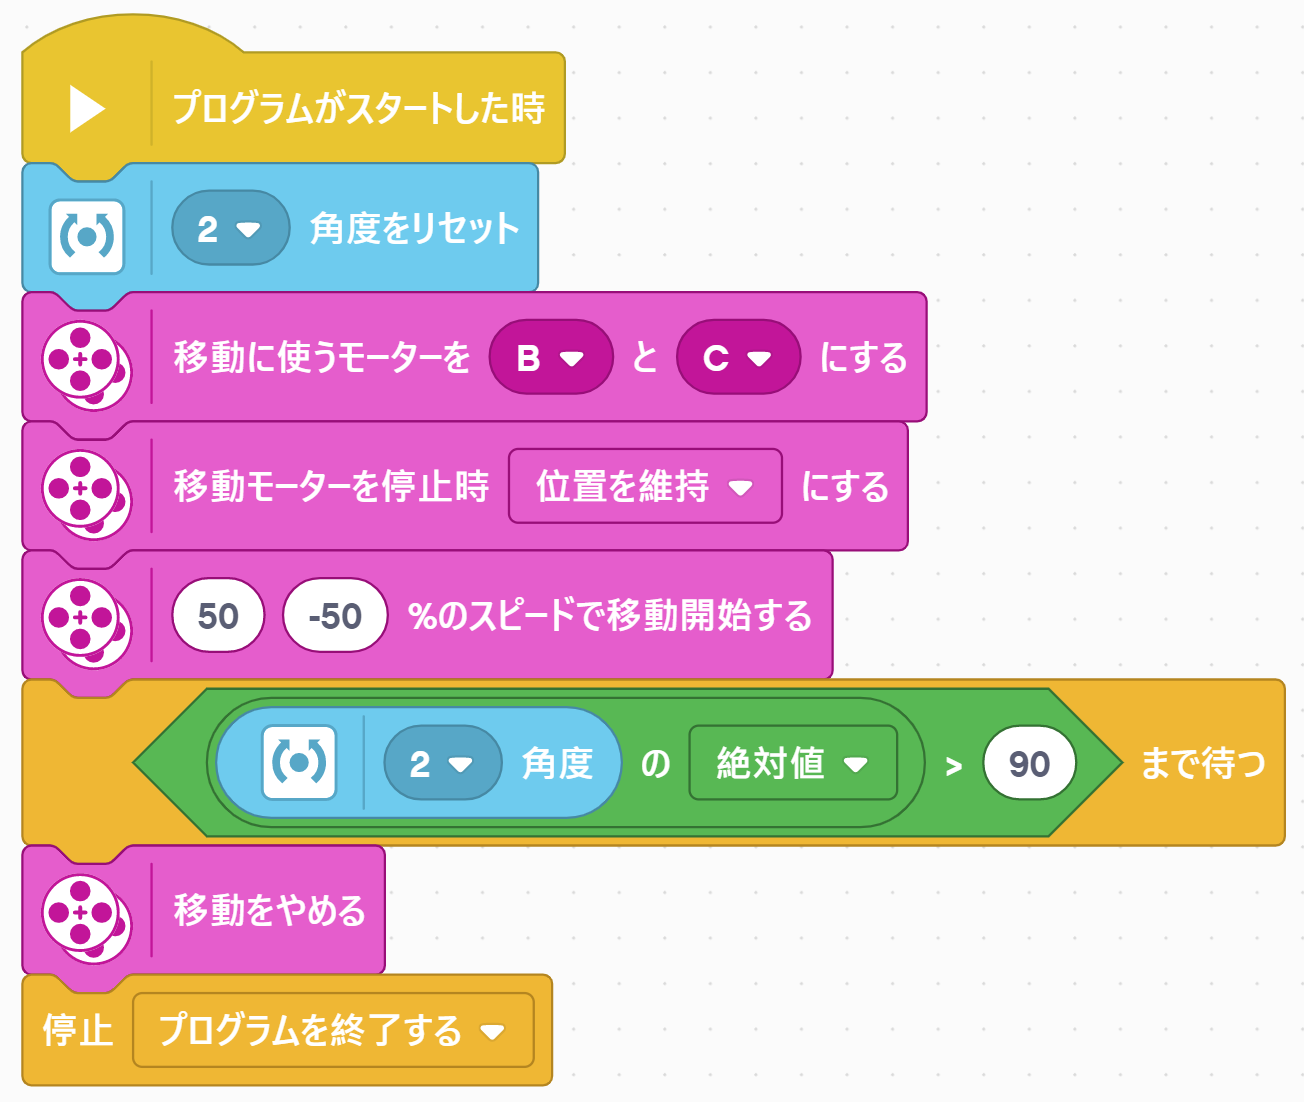 プログラムがスタートした時
2 角度をリセット
移動に使うモーターを B と C にする
移動モーターを停止時 位置を維持 にする
50 -50 %のスピードで移動開始する
2 角度 の 絶対値 > 90 まで待つ
移動をやめる
停止 プログラムを終了する